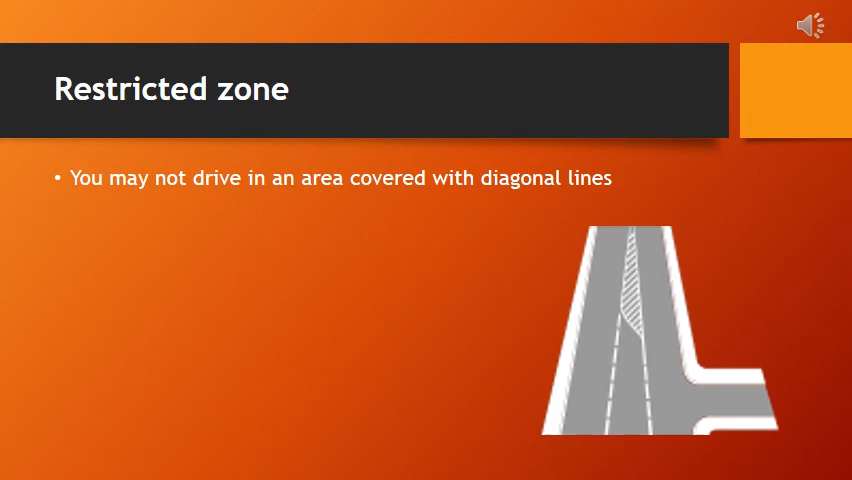 Restricted zone
• You may not drive in an area covered with diagonal lines